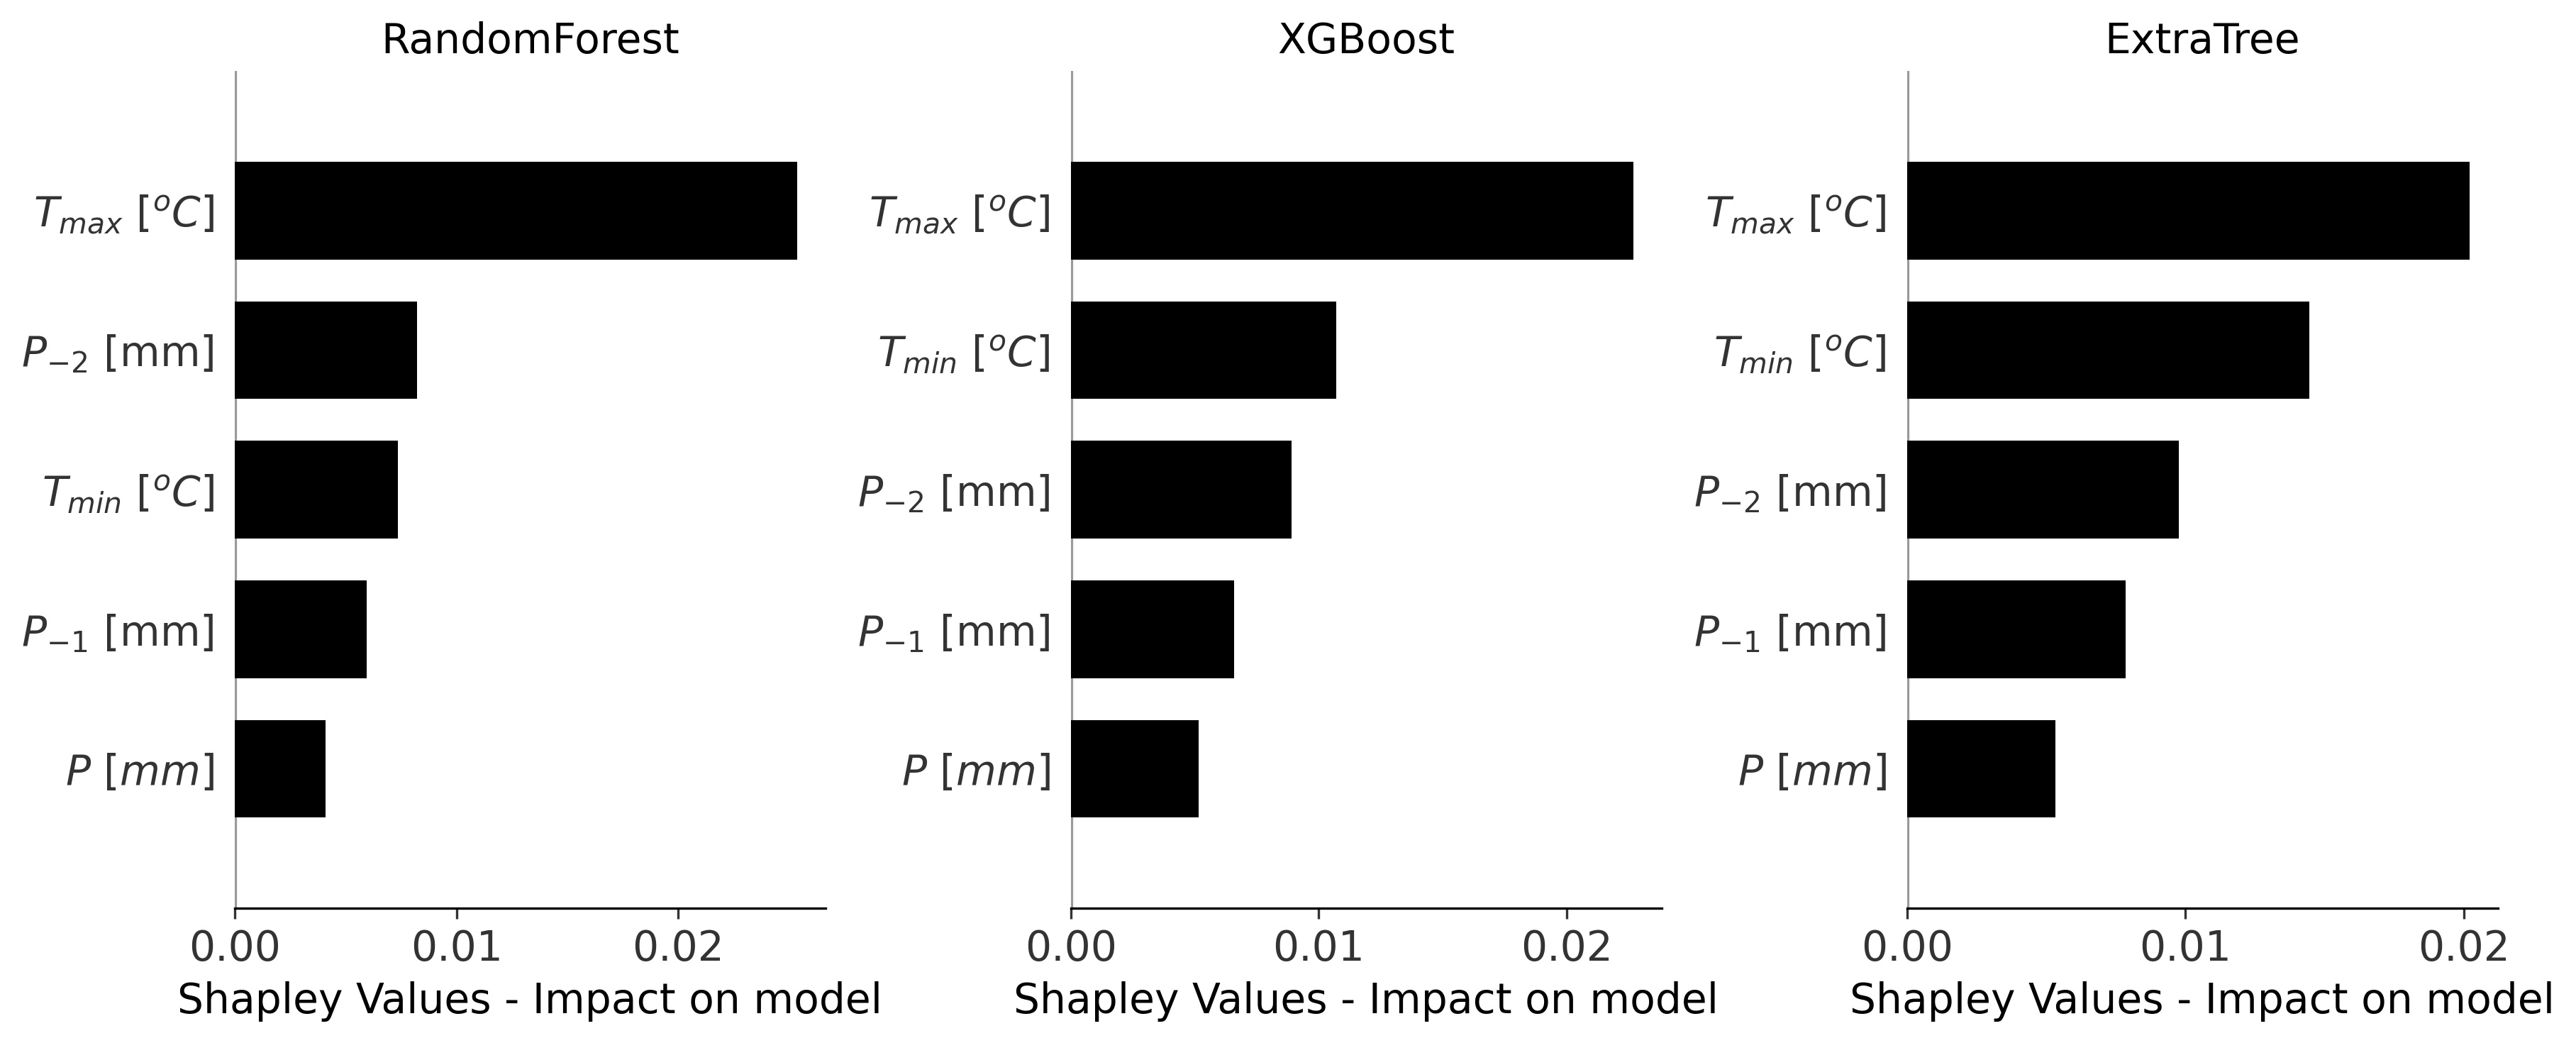 RandomForest
T_max [°C]
P_−2 [mm]
T_min [°C]
P_−1 [mm]
P [mm]
0.00 0.01 0.02
Shapley Values - Impact on model
XGBoost
T_max [°C]
T_min [°C]
P_−2 [mm]
P_−1 [mm]
P [mm]
0.00 0.01 0.02
Shapley Values - Impact on model
ExtraTree
T_max [°C]
T_min [°C]
P_−2 [mm]
P_−1 [mm]
P [mm]
0.00 0.01 0.02
Shapley Values - Impact on model